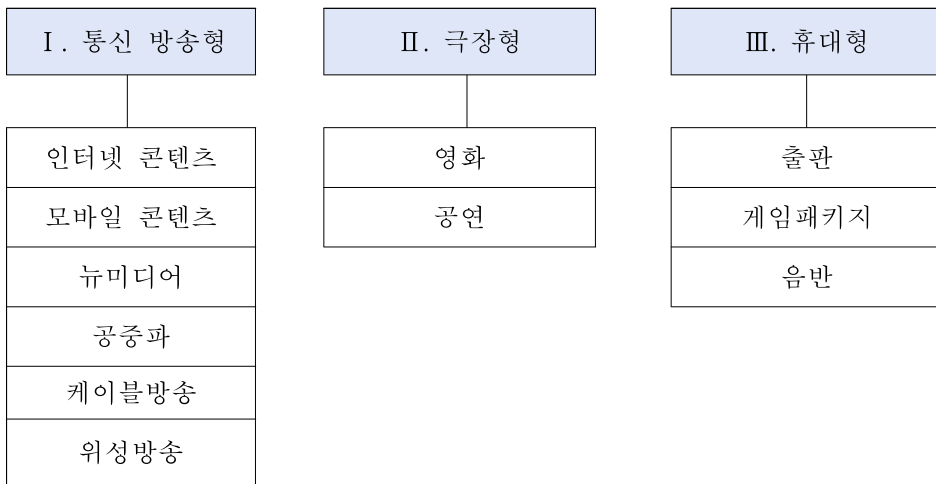 Ⅰ. 통신 방송형
인터넷 콘텐츠
모바일 콘텐츠
뉴미디어
공중파
케이블방송
위성방송
Ⅱ. 극장형
영화
공연
Ⅲ. 휴대형
출판
게임패키지
음반